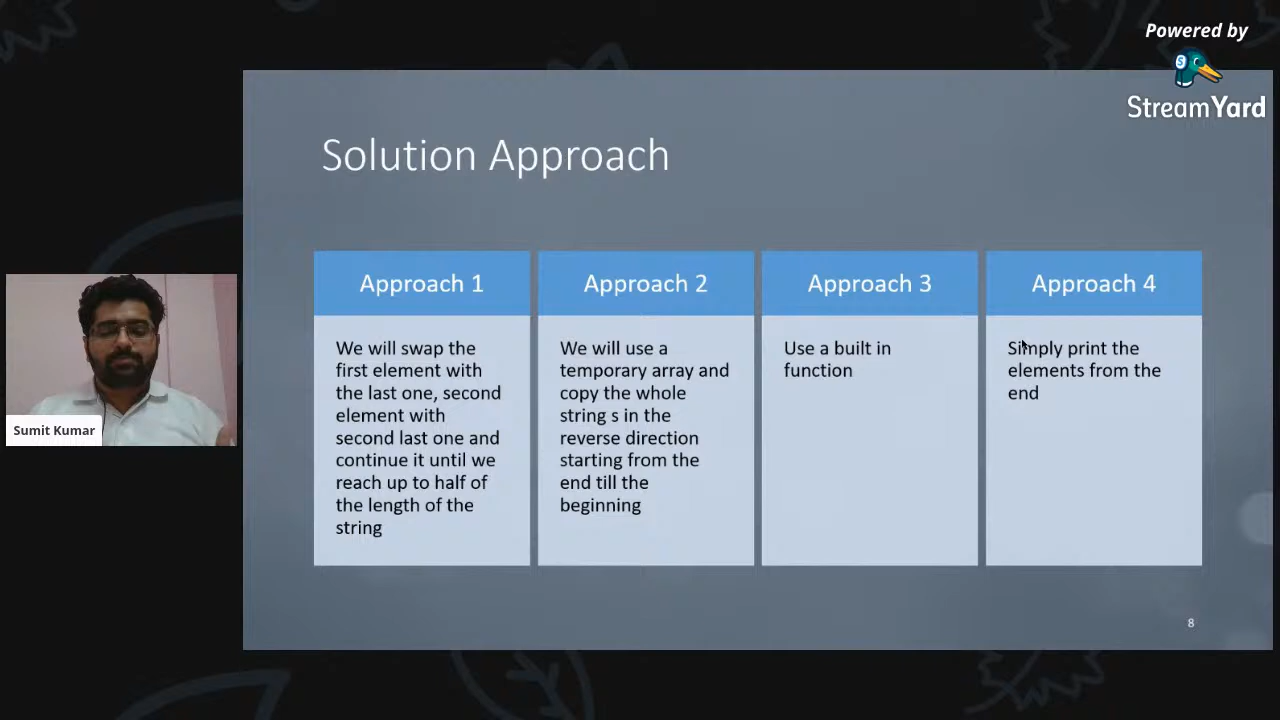 Powered by
StreamYard
Solution Approach
Approach 1
We will swap the
first element with
the last one, second
element with
second last one and
continue it until we
reach up to half of
the length of the
string
Approach 2
We will use a
temporary array and
copy the whole
string s in the
reverse direction
starting from the
end till the
beginning
Approach 3
Use a built in
function
Approach 4
Simply print the
elements from the
end
Sumit Kumar
8